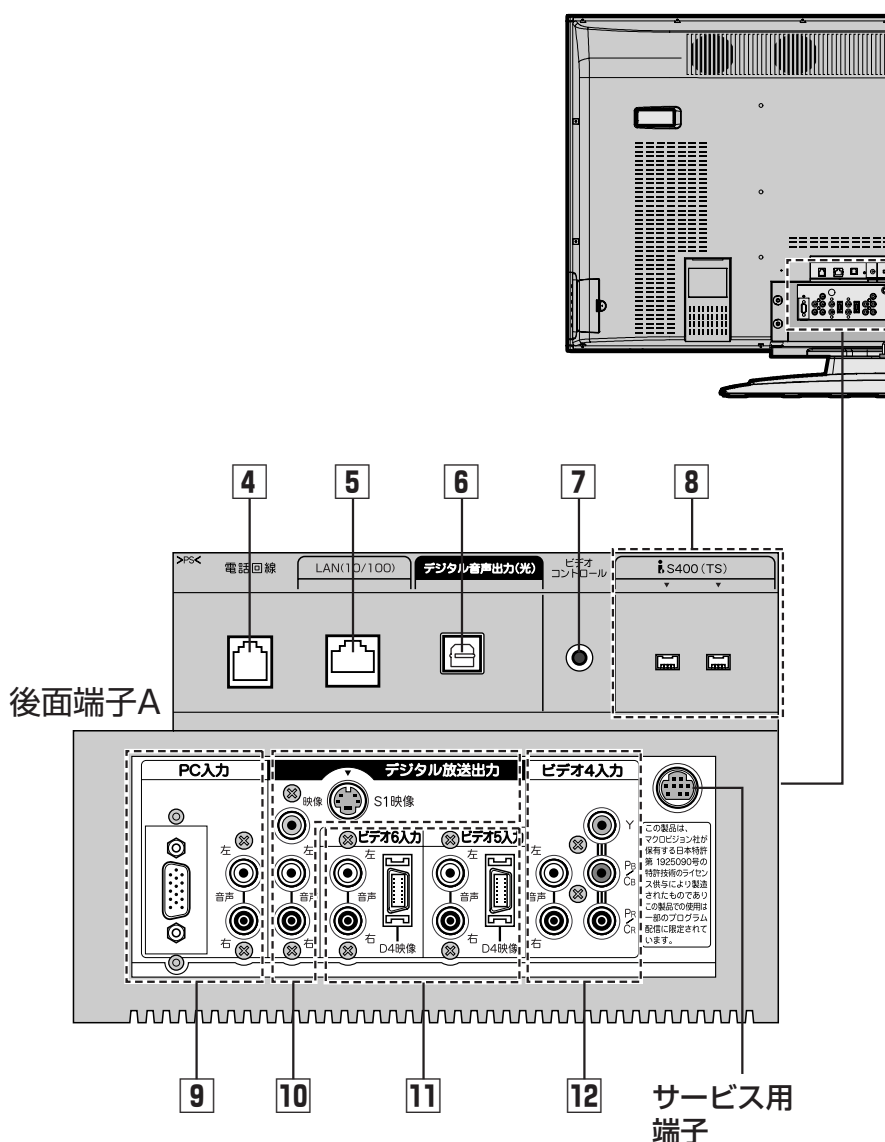 4
5
6
7
8
>PS<
電話回線
LAN(10/100)
デジタル音声出力(光)
ビデオ
コントロール
i. S400 (TS)
後面端子A
PC入力
左
音声
右
デジタル放送出力
映像
S1映像
左
音声
右
ビデオ6入力
左
音声
右
D4映像
ビデオ5入力
左
音声
右
D4映像
ビデオ4入力
左
音声
右
Y
PB/CB
PR/CR
この製品は、
マクロビジョン社が
保有する日本特許
第 1925090号の
特許技術のライセン
ス供与により製造
されたものであり
この製品での使用は
一部のプログラム
配信に限定されて
います。
9
10
11
12
サービス用
端子